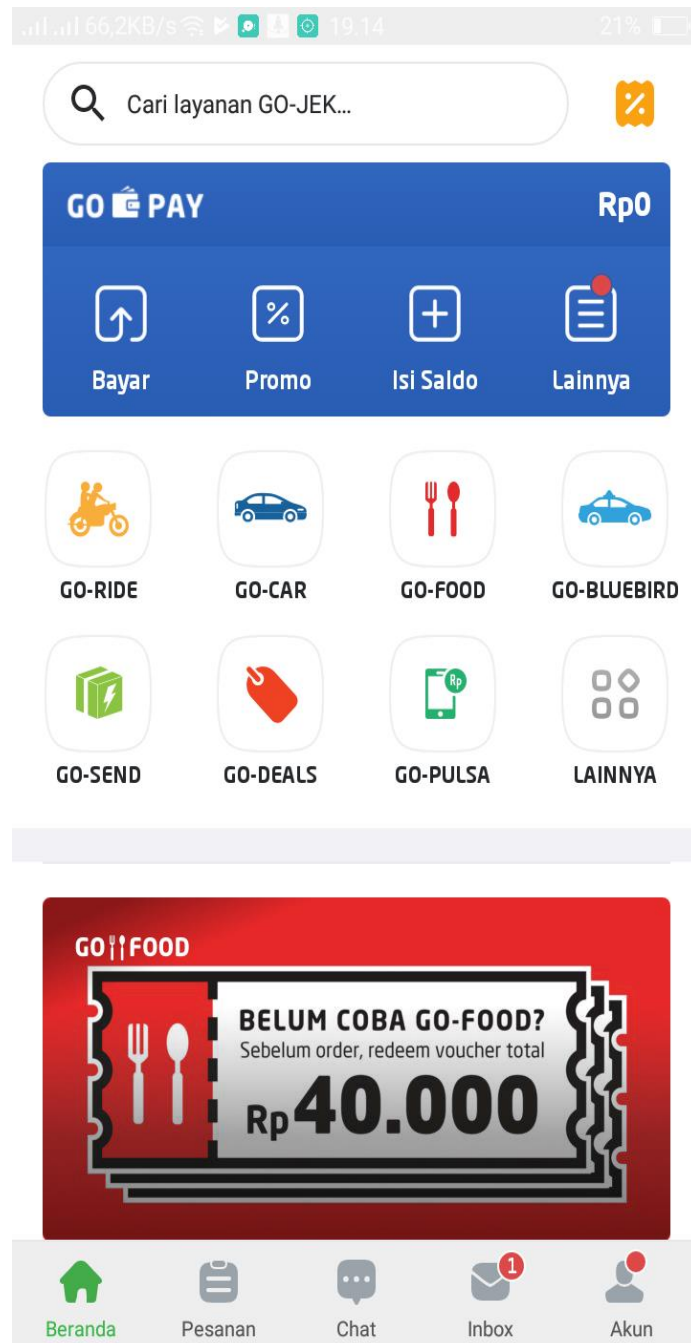 66,2KB/s 19.14 21%
Cari layanan GO-JEK...
GO PAY Rp0
Bayar Promo Isi Saldo Lainnya
GO-RIDE GO-CAR GO-FOOD GO-BLUEBIRD
Rp
GO-SEND GO-DEALS GO-PULSA LAINNYA
GO FOOD
BELUM COBA GO-FOOD?
Sebelum order, redeem voucher total
Rp40.000
1
Beranda Pesanan Chat Inbox Akun